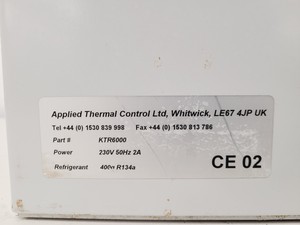 Applied Thermal Control Ltd, Whitwick, LE67 4JP UK
Tel +44 (0) 1530 839 998 Fax +44 (0) 1530 813 786
Part # KTR6000
Power 230V 50Hz 2A
Refrigerant 400g R134a
CE 02